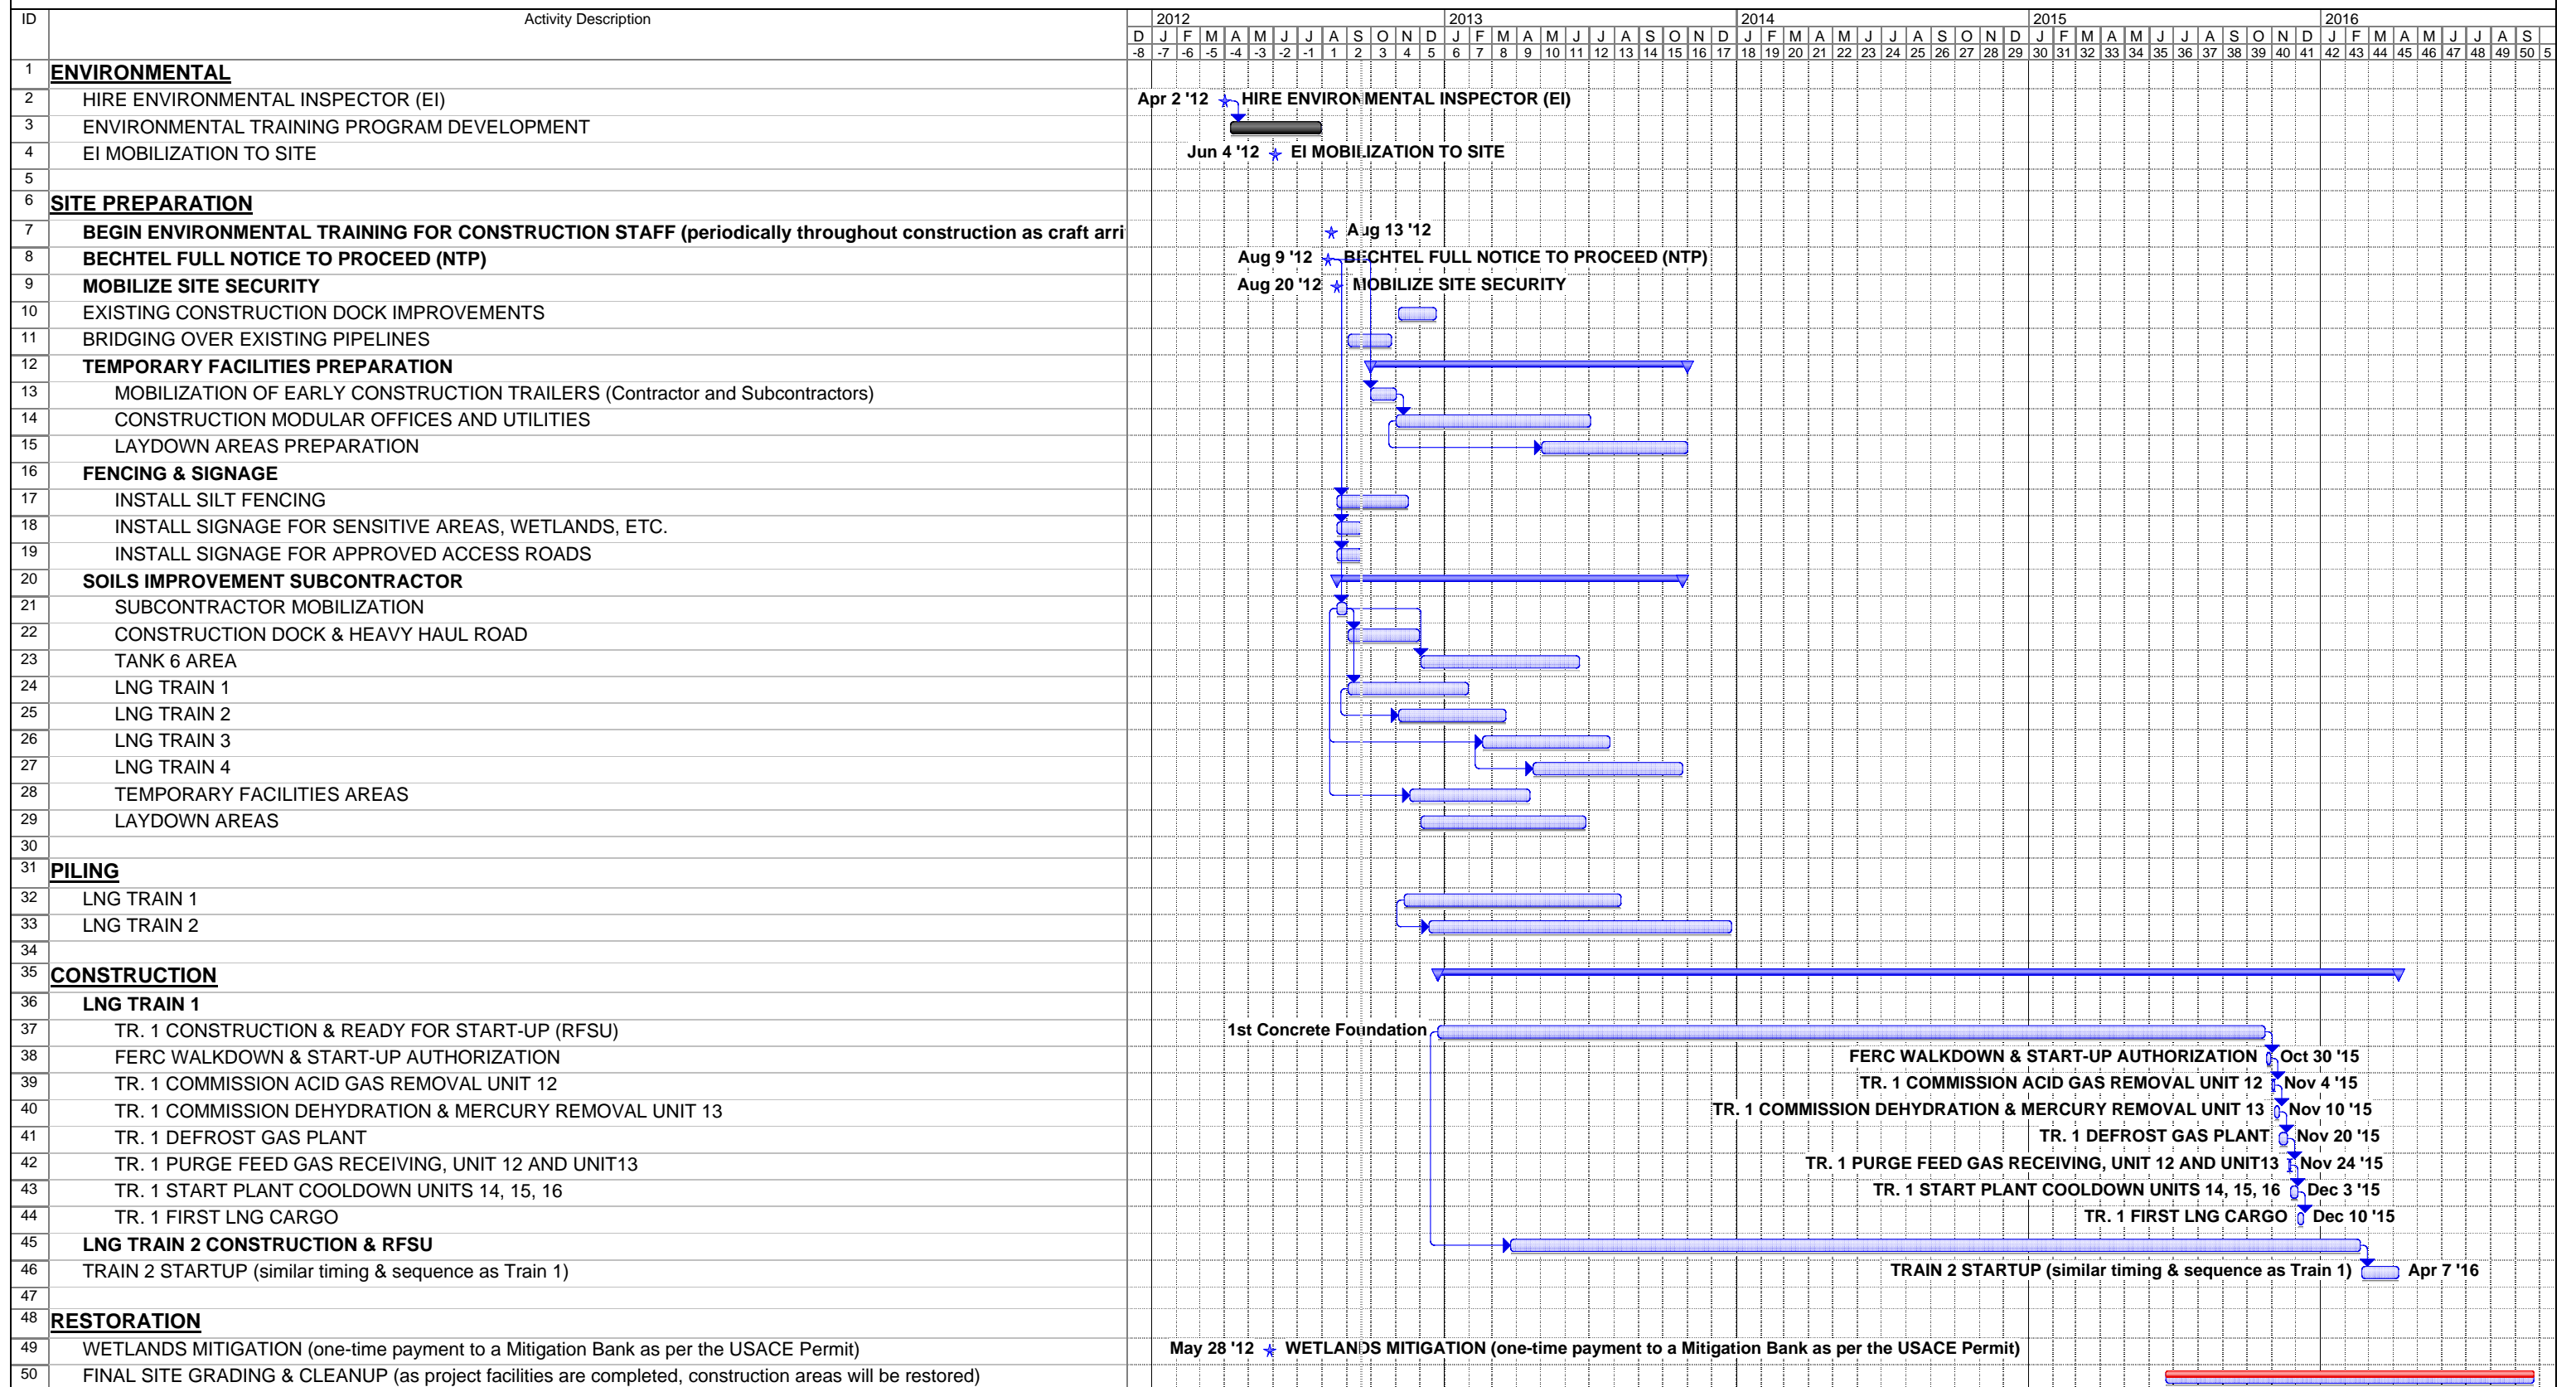 ID Activity Description 2012 2013 2014 2015 2016
D J F M A M J J A S O N D J F M A M J J A S O N D J F M A M J J A S O N D J F M A M J J A S O N D J F M A M J J A S
-8 -7 -6 -5 -4 -3 -2 -1 1 2 3 4 5 6 7 8 9 10 11 12 13 14 15 16 17 18 19 20 21 22 23 24 25 26 27 28 29 30 31 32 33 34 35 36 37 38 39 40 41 42 43 44 45 46 47 48 49 50 5
1 ENVIRONMENTAL
2 HIRE ENVIRONMENTAL INSPECTOR (EI) Apr 2 '12 HIRE ENVIRONMENTAL INSPECTOR (EI)
3 ENVIRONMENTAL TRAINING PROGRAM DEVELOPMENT
4 EI MOBILIZATION TO SITE Jun 4 '12 EI MOBILIZATION TO SITE
5
6 SITE PREPARATION
7 BEGIN ENVIRONMENTAL TRAINING FOR CONSTRUCTION STAFF (periodically throughout construction as craft arri Aug 13 '12
8 BECHTEL FULL NOTICE TO PROCEED (NTP) Aug 9 '12 BECHTEL FULL NOTICE TO PROCEED (NTP)
9 MOBILIZE SITE SECURITY Aug 20 '12 MOBILIZE SITE SECURITY
10 EXISTING CONSTRUCTION DOCK IMPROVEMENTS
11 BRIDGING OVER EXISTING PIPELINES
12 TEMPORARY FACILITIES PREPARATION
13 MOBILIZATION OF EARLY CONSTRUCTION TRAILERS (Contractor and Subcontractors)
14 CONSTRUCTION MODULAR OFFICES AND UTILITIES
15 LAYDOWN AREAS PREPARATION
16 FENCING & SIGNAGE
17 INSTALL SILT FENCING
18 INSTALL SIGNAGE FOR SENSITIVE AREAS, WETLANDS, ETC.
19 INSTALL SIGNAGE FOR APPROVED ACCESS ROADS
20 SOILS IMPROVEMENT SUBCONTRACTOR
21 SUBCONTRACTOR MOBILIZATION
22 CONSTRUCTION DOCK & HEAVY HAUL ROAD
23 TANK 6 AREA
24 LNG TRAIN 1
25 LNG TRAIN 2
26 LNG TRAIN 3
27 LNG TRAIN 4
28 TEMPORARY FACILITIES AREAS
29 LAYDOWN AREAS
30
31 PILING
32 LNG TRAIN 1
33 LNG TRAIN 2
34
35 CONSTRUCTION
36 LNG TRAIN 1
37 TR. 1 CONSTRUCTION & READY FOR START-UP (RFSU) 1st Concrete Foundation
38 FERC WALKDOWN & START-UP AUTHORIZATION FERC WALKDOWN & START-UP AUTHORIZATION Oct 30 '15
39 TR. 1 COMMISSION ACID GAS REMOVAL UNIT 12 TR. 1 COMMISSION ACID GAS REMOVAL UNIT 12 Nov 4 '15
40 TR. 1 COMMISSION DEHYDRATION & MERCURY REMOVAL UNIT 13 TR. 1 COMMISSION DEHYDRATION & MERCURY REMOVAL UNIT 13 Nov 10 '15
41 TR. 1 DEFROST GAS PLANT TR. 1 DEFROST GAS PLANT Nov 20 '15
42 TR. 1 PURGE FEED GAS RECEIVING, UNIT 12 AND UNIT13 TR. 1 PURGE FEED GAS RECEIVING, UNIT 12 AND UNIT13 Nov 24 '15
43 TR. 1 START PLANT COOLDOWN UNITS 14, 15, 16 TR. 1 START PLANT COOLDOWN UNITS 14, 15, 16 Dec 3 '15
44 TR. 1 FIRST LNG CARGO TR. 1 FIRST LNG CARGO Dec 10 '15
45 LNG TRAIN 2 CONSTRUCTION & RFSU
46 TRAIN 2 STARTUP (similar timing & sequence as Train 1) TRAIN 2 STARTUP (similar timing & sequence as Train 1) Apr 7 '16
47
48 RESTORATION
49 WETLANDS MITIGATION (one-time payment to a Mitigation Bank as per the USACE Permit) May 28 '12 WETLANDS MITIGATION (one-time payment to a Mitigation Bank as per the USACE Permit)
50 FINAL SITE GRADING & CLEANUP (as project facilities are completed, construction areas will be restored)